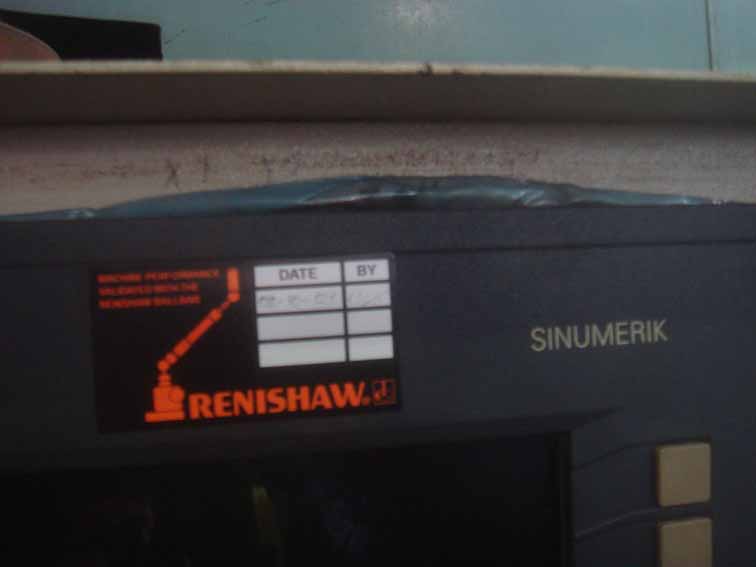 MACHINE PERFORMANCE
VALIDATED WITH THE
RENISHAW BALLBAR
DATE BY
RENISHAW®
SINUMERIK